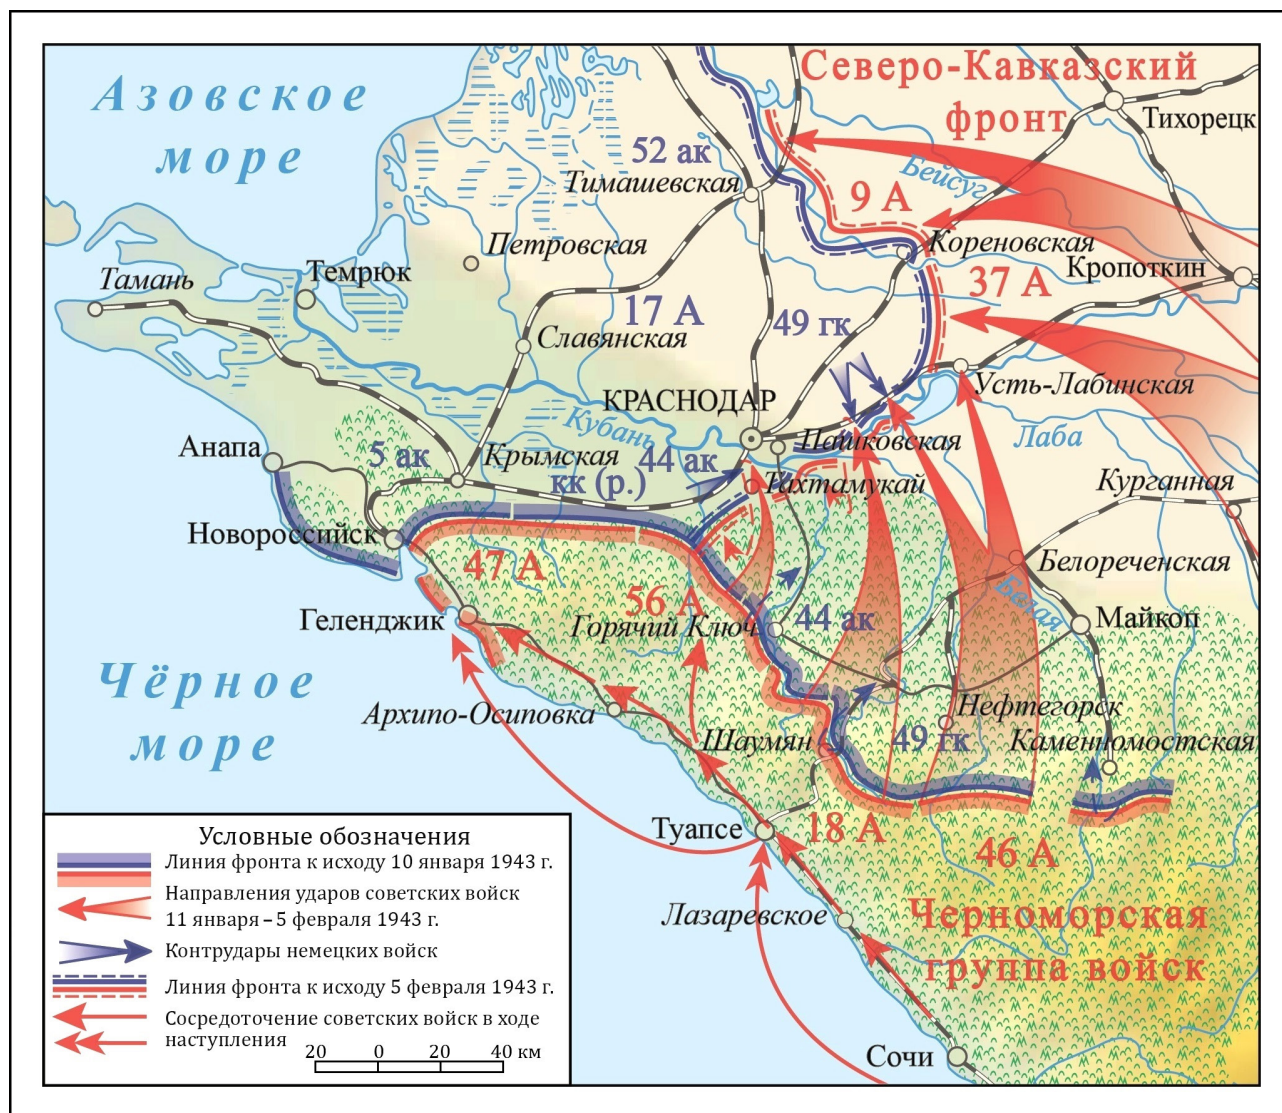 Азовское
море
Северо-Кавказский
фронт
Тихорецк
52 ак
Тимашевская
Бейсуг
9 А
Петровская
Кореновская
Тамань
Темрюк
Кропоткин
37 А
17 А
49 гк
Славянская
Усть-Лабинская
КРАСНОДАР
Кубань
Лаба
Пашковская
Анапа
5 ак
Крымская
44 ак
кк (р.)
Тахтамукай
Курганная
Новороссийск
47 А
Белореченская
Белая
56 А
Геленджик
Горячий Ключ
44 ак
Майкоп
Чёрное
море
Архипо-Осиповка
Нефтегорск
Шаумян
49 гк
Каменномостская
Туапсе
18 А
46 А
Лазаревское
Черноморская
группа войск
Сочи
Условные обозначения
Линия фронта к исходу 10 января 1943 г.
Направления ударов советских войск
11 января – 5 февраля 1943 г.
Контрудары немецких войск
Линия фронта к исходу 5 февраля 1943 г.
Сосредоточение советских войск в ходе
наступления
20 0 20 40 км